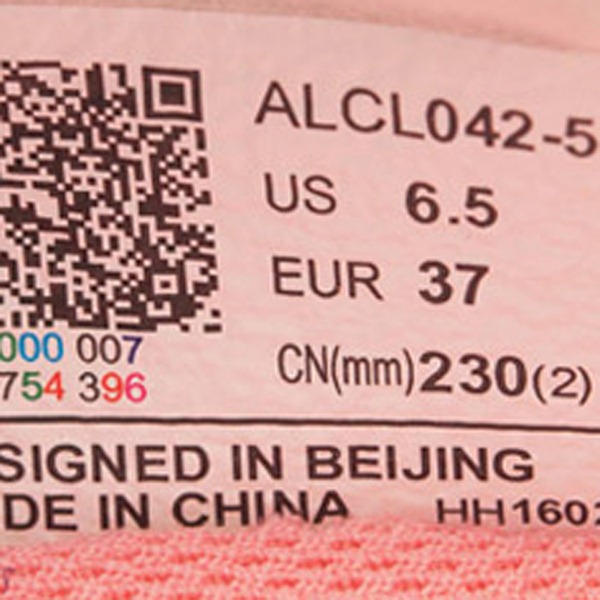 ALCL042-5
US 6.5
EUR 37
CN(mm)230(2)
000 007
754 396
SIGNED IN BEIJING
DE IN CHINA HH1602